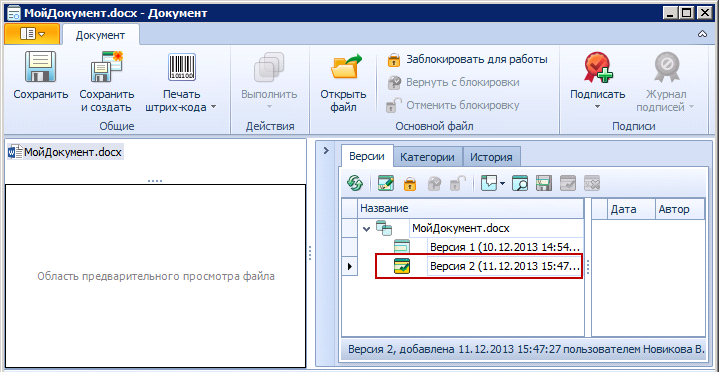 МойДокумент.docx - Документ
Документ
Сохранить
Сохранить
и создать
Печать
штрих-кода
Общие
Выполнить
Действия
Открыть
файл
Заблокировать для работы
Вернуть с блокировки
Отменить блокировку
Основной файл
Подписать
Журнал
подписей
Подписи
МойДокумент.docx
Область предварительного просмотра файла
Версии
Категории
История
Название
Дата
Автор
МойДокумент.docx
Версия 1 (10.12.2013 14:54...
Версия 2 (11.12.2013 15:47...
Версия 2, добавлена 11.12.2013 15:47:27 пользователем Новикова В.